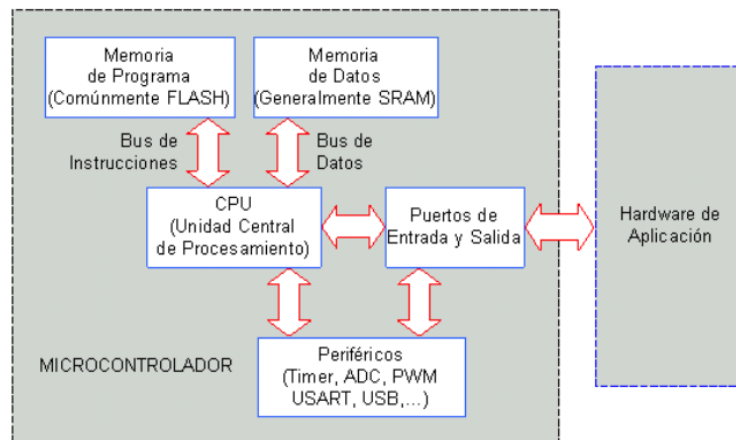 Memoria
de Programa
(Comúnmente FLASH)
Memoria
de Datos
(Generalmente SRAM)
Bus de
Instrucciones
Bus de
Datos
CPU
(Unidad Central
de Procesamiento)
Puertos de
Entrada y Salida
Hardware de
Aplicación
MICROCONTROLADOR
Periféricos
(Timer, ADC, PWM
USART, USB,...)